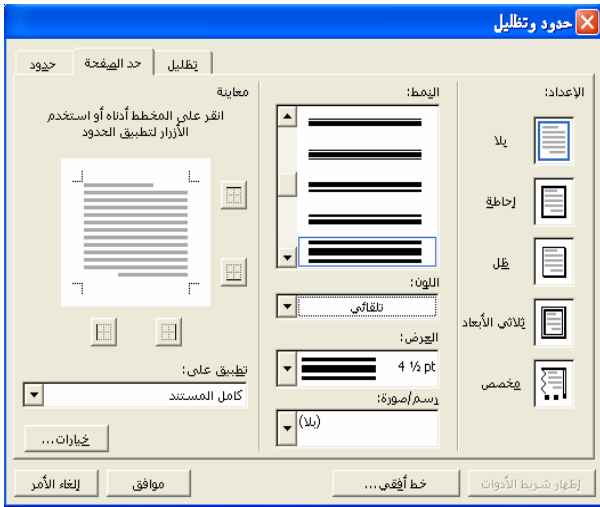 حدود وتظليل
حدود
حد الصفحة
تظليل
الإعداد:
بلا
إحاطة
ظل
ثلاثي الأبعاد
مخصص
النمط:
اللون:
تلقائي
العرض:
4 ½ pt
رسم/صورة:
(بلا)
معاينة
انقر على المخطط أدناه أو استخدم
الأزرار لتطبيق الحدود
تطبيق على:
كامل المستند
خيارات...
إظهار شريط الأدوات
خط أفقي...
موافق
إلغاء الأمر